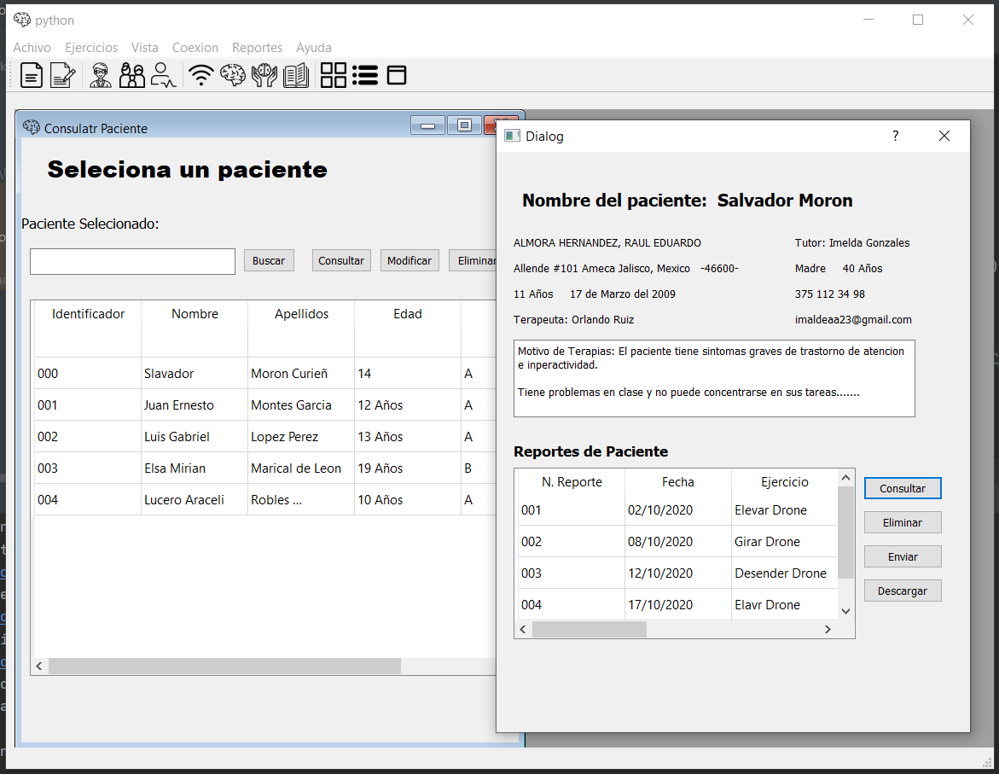 python
Achivo Ejercicios Vista Coexion Reportes Ayuda
Consulatr Paciente
Seleciona un paciente
Paciente Selecionado:
Buscar Consultar Modificar Eliminar
Identificador Nombre Apellidos Edad
000 Slavador Moron Curieñ 14 A
001 Juan Ernesto Montes Garcia 12 Años A
002 Luis Gabriel Lopez Perez 13 Años A
003 Elsa Mirian Marical de Leon 19 Años B
004 Lucero Araceli Robles ... 10 Años A
Dialog
?
Nombre del paciente: Salvador Moron
ALMORA HERNANDEZ, RAUL EDUARDO Tutor: Imelda Gonzales
Allende #101 Ameca Jalisco, Mexico -46600- Madre 40 Años
11 Años 17 de Marzo del 2009 375 112 34 98
Terapeuta: Orlando Ruiz imaldeaa23@gmail.com
Motivo de Terapias: El paciente tiene sintomas graves de trastorno de atencion
e inperactividad.
Tiene problemas en clase y no puede concentrarse en sus tareas.......
Reportes de Paciente
N. Reporte Fecha Ejercicio
001 02/10/2020 Elevar Drone
002 08/10/2020 Girar Drone
003 12/10/2020 Desender Drone
004 17/10/2020 Elavr Drone
Consultar
Eliminar
Enviar
Descargar